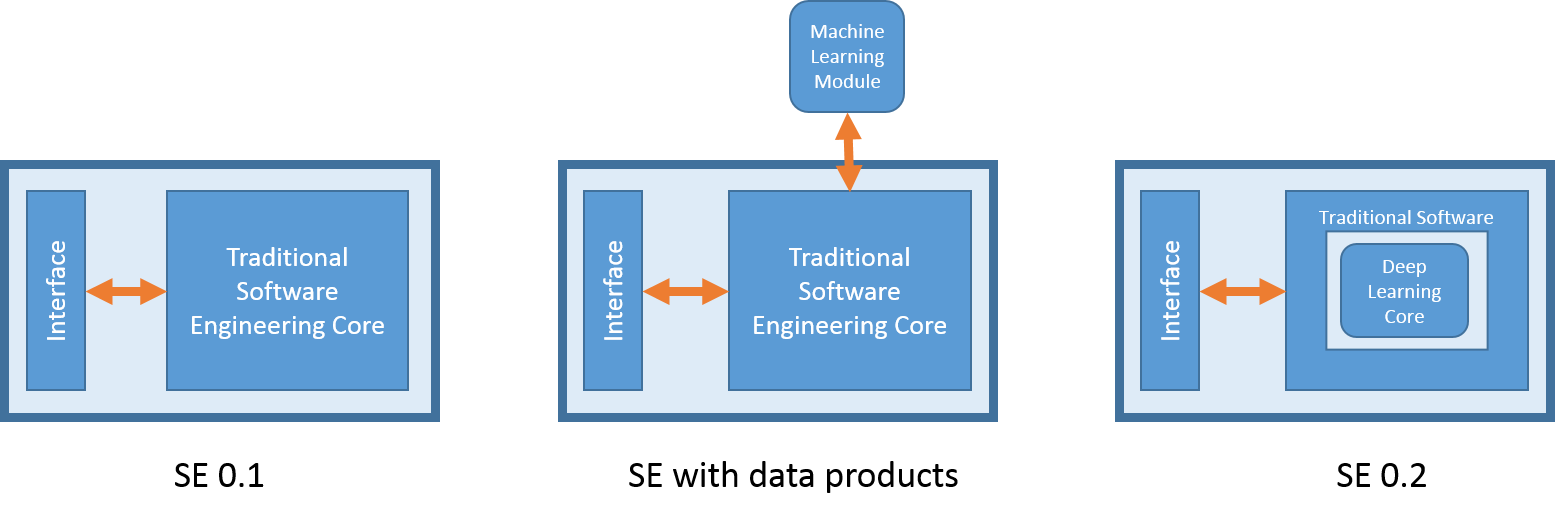 Machine
Learning
Module
Interface
Traditional
Software
Engineering Core
Interface
Traditional
Software
Engineering Core
Interface
Traditional Software
Deep
Learning
Core
SE 0.1
SE with data products
SE 0.2